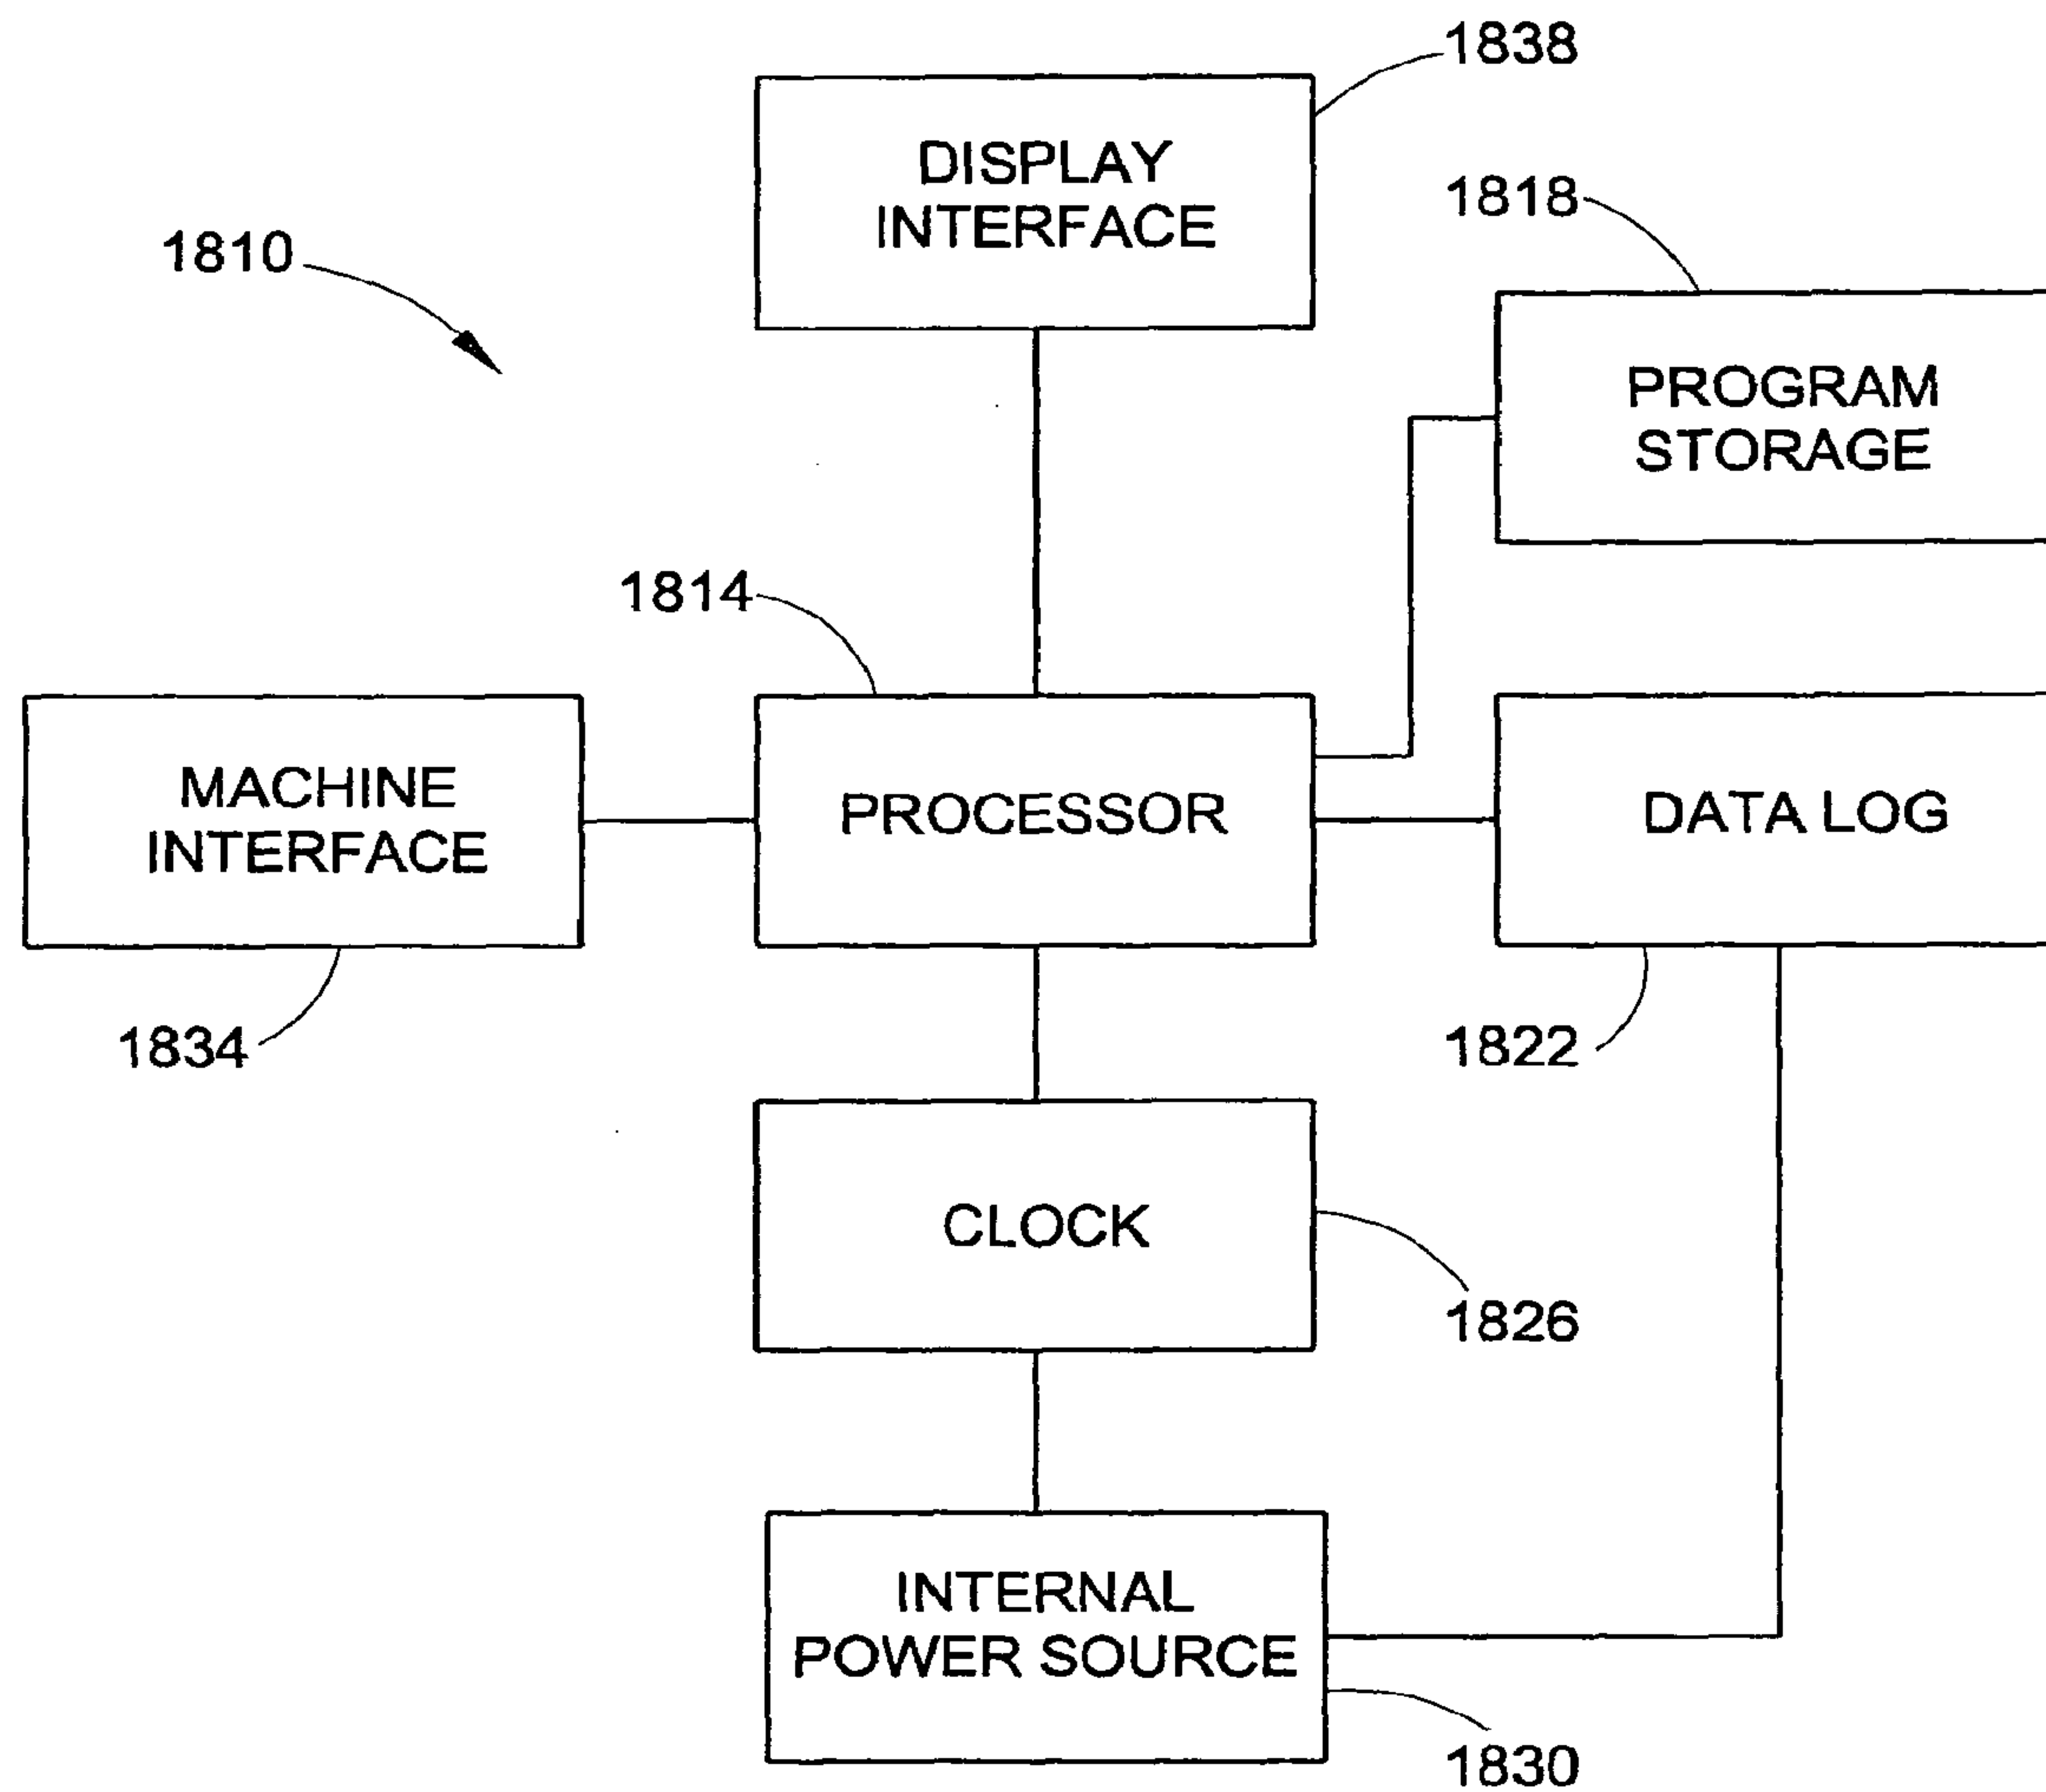 1838
DISPLAY
INTERFACE
1818
1810
PROGRAM
STORAGE
1814
MACHINE
INTERFACE
PROCESSOR
DATA LOG
1834
1822
CLOCK
1826
INTERNAL
POWER SOURCE
1830